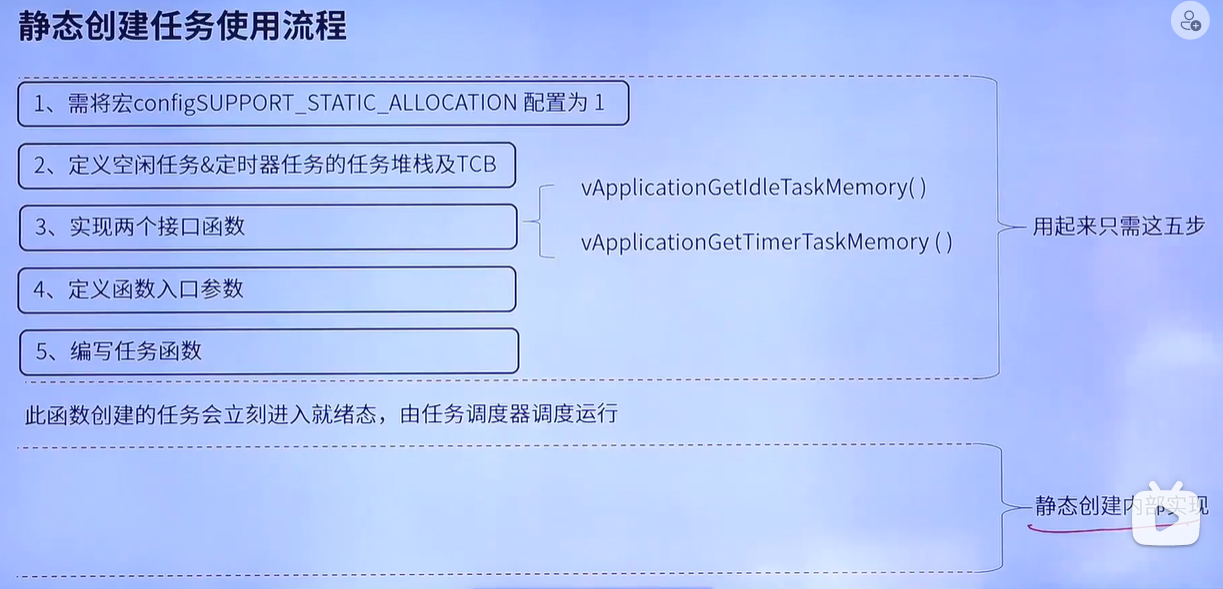 静态创建任务使用流程
1、需将宏configSUPPORT_STATIC_ALLOCATION 配置为 1
2、定义空闲任务&定时器任务的任务堆栈及TCB
3、实现两个接口函数
vApplicationGetIdleTaskMemory( )
vApplicationGetTimerTaskMemory ( )
用起来只需这五步
4、定义函数入口参数
5、编写任务函数
此函数创建的任务会立刻进入就绪态，由任务调度器调度运行
静态创建内部实现